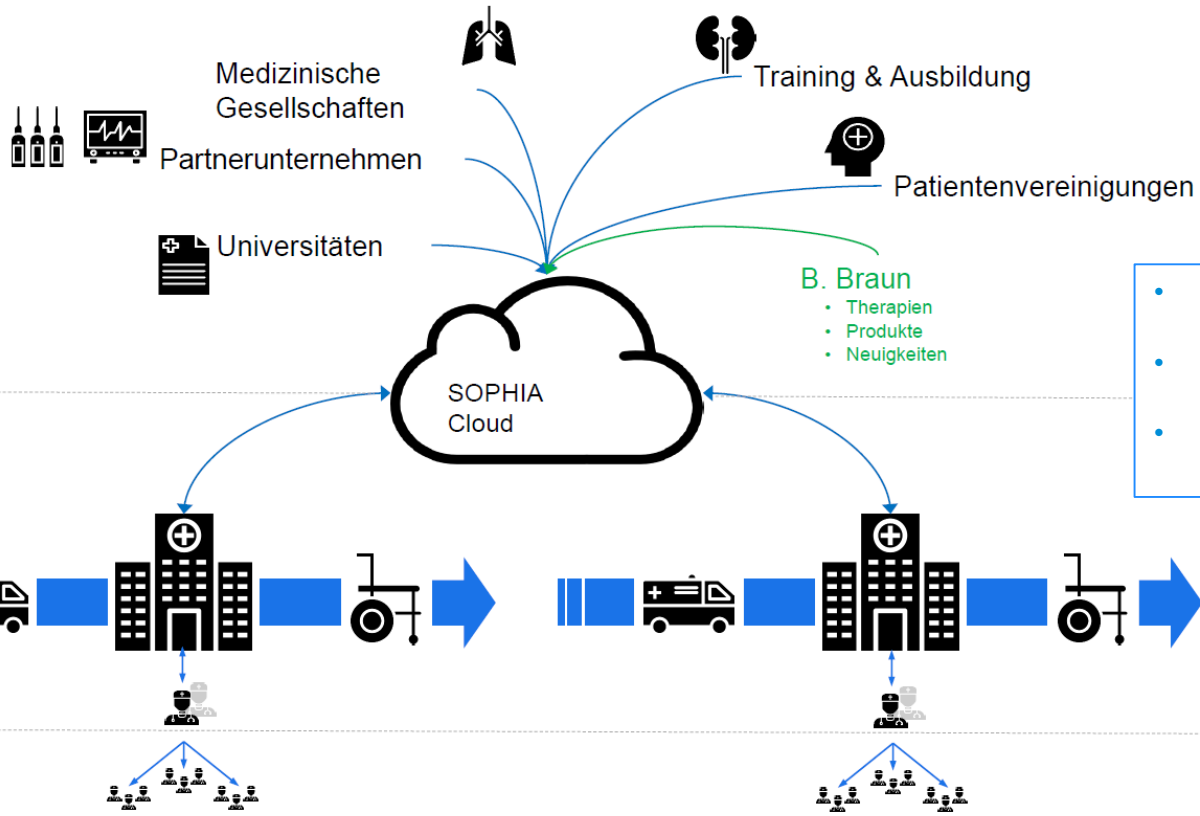 Medizinische
Gesellschaften
Training & Ausbildung
Partnerunternehmen
Patientenvereinigungen
Universitäten
B. Braun
• Therapien
• Produkte
• Neuigkeiten
SOPHIA
Cloud